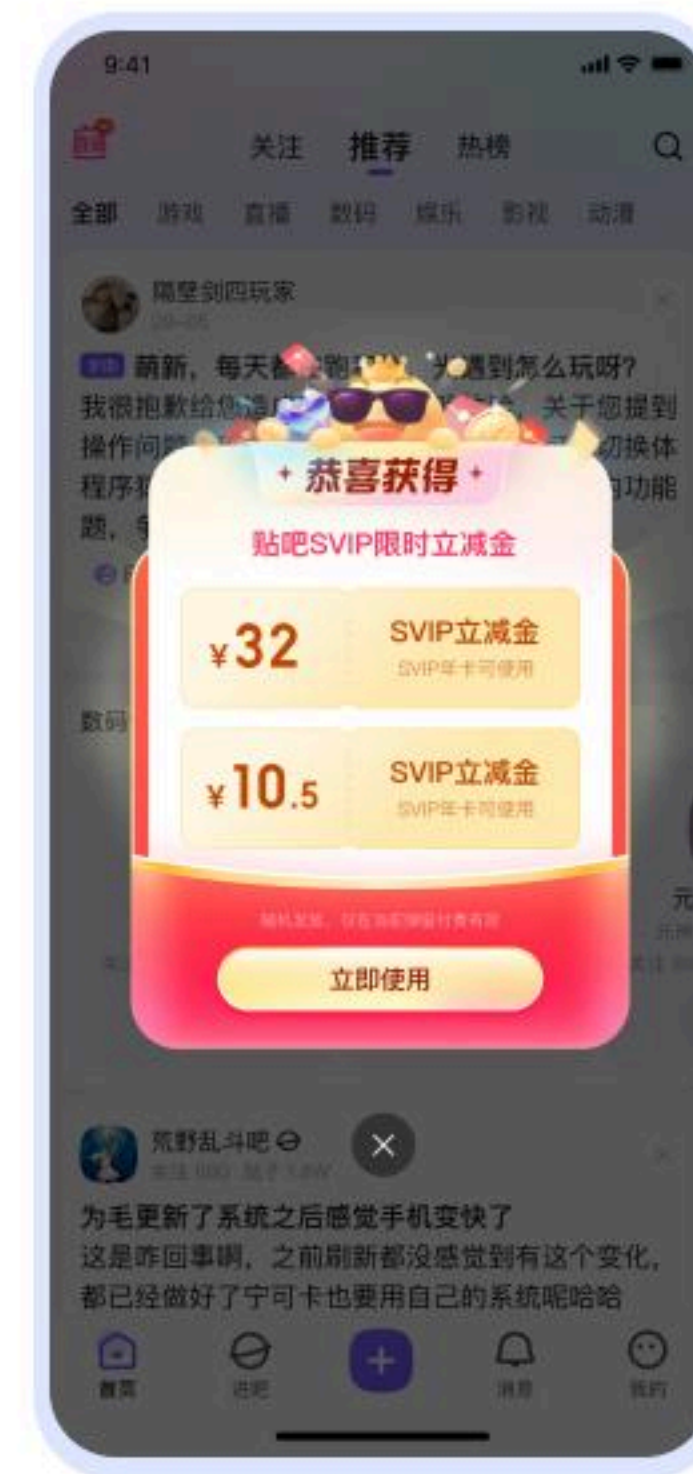 9:41
关注 推荐 热榜
全部 游戏 直播 数码 娱乐 影视 动漫
隔壁剑四玩家
萌新，每天都 跑 光遇到怎么玩呀?
我很抱歉给您造 关于您提到
操作问题 切换体
程序 功能
题，
恭喜获得
贴吧SVIP限时立减金
¥32 SVIP立减金
SVIP年卡可使用
数码
¥10.5 SVIP立减金
SVIP年卡可使用
元
立即使用
荒野乱斗吧
为毛更新了系统之后感觉手机变快了
这是咋回事啊，之前刷新都没感觉到有这个变化，
都已经做好了宁可卡也要用自己的系统呢哈哈
首页 进吧 消息 我的